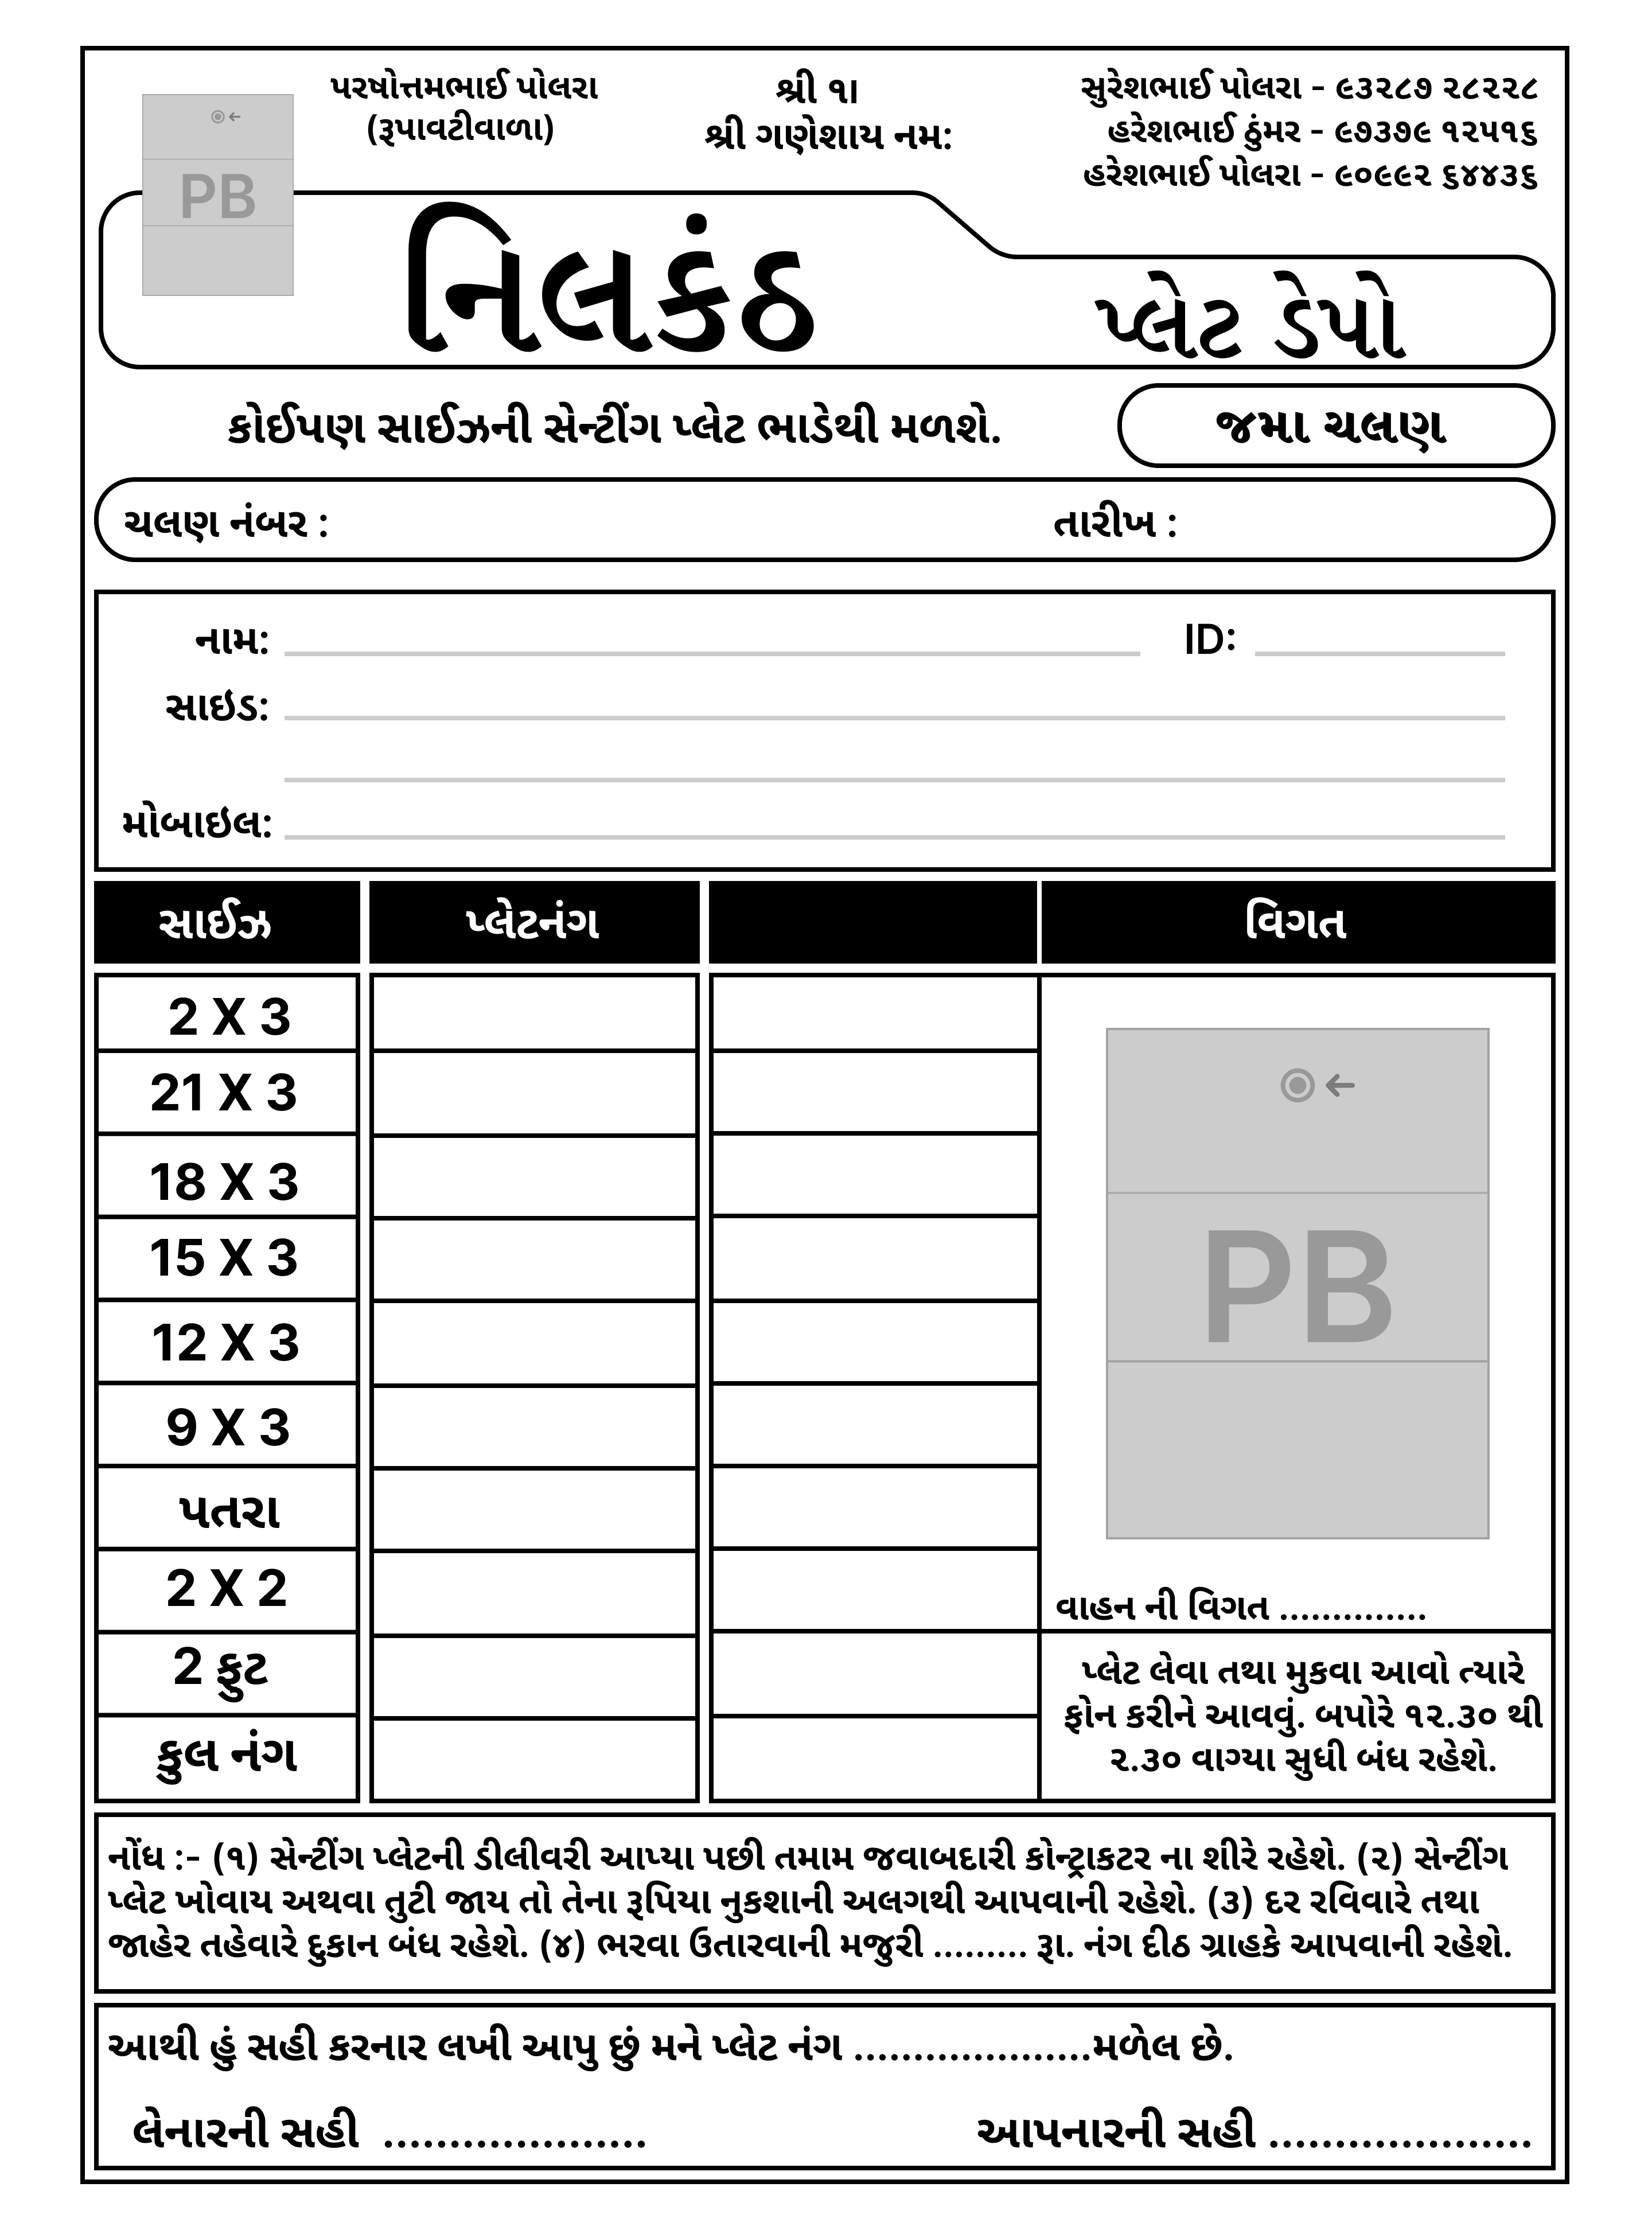 પરષોત્તમભાઈ પોલરા
(રૂપાવટીવાળા)
શ્રી ૧ા
શ્રી ગણેશાય નમ:
સુરેશભાઈ પોલરા - ૯૩૨૮૭ ૨૮૨૨૮
હરેશભાઈ ઠુંમર - ૯૭૩૭૯ ૧૨૫૧૬
હરેશભાઈ પોલરા - ૯૦૯૯૨ ૬૪૪૩૬
PB
નિલકંઠ
પ્લેટ ડેપો
કોઈપણ સાઈઝની સેન્ટીંગ પ્લેટ ભાડેથી મળશે.
જમા ચલણ
ચલણ નંબર :
તારીખ :
નામ:
ID:
સાઇડ:
મોબાઇલ:
સાઈઝ
પ્લેટનંગ
વિગત
2 X 3
21 X 3
18 X 3
15 X 3
12 X 3
9 X 3
પતરા
2 X 2
2 ફુટ
કુલ નંગ
PB
વાહન ની વિગત ..............
પ્લેટ લેવા તથા મુકવા આવો ત્યારે
ફોન કરીને આવવું. બપોરે ૧૨.૩૦ થી
૨.૩૦ વાગ્યા સુધી બંધ રહેશે.
નોંધ :- (૧) સેન્ટીંગ પ્લેટની ડીલીવરી આપ્યા પછી તમામ જવાબદારી કોન્ટ્રાકટર ના શીરે રહેશે. (૨) સેન્ટીંગ
પ્લેટ ખોવાય અથવા તુટી જાય તો તેના રૂપિયા નુકશાની અલગથી આપવાની રહેશે. (૩) દર રવિવારે તથા
જાહેર તહેવારે દુકાન બંધ રહેશે. (૪) ભરવા ઉતારવાની મજુરી ......... રૂા. નંગ દીઠ ગ્રાહકે આપવાની રહેશે.
આથી હું સહી કરનાર લખી આપુ છું મને પ્લેટ નંગ ....................મળેલ છે.
લેનારની સહી ....................
આપનારની સહી ....................